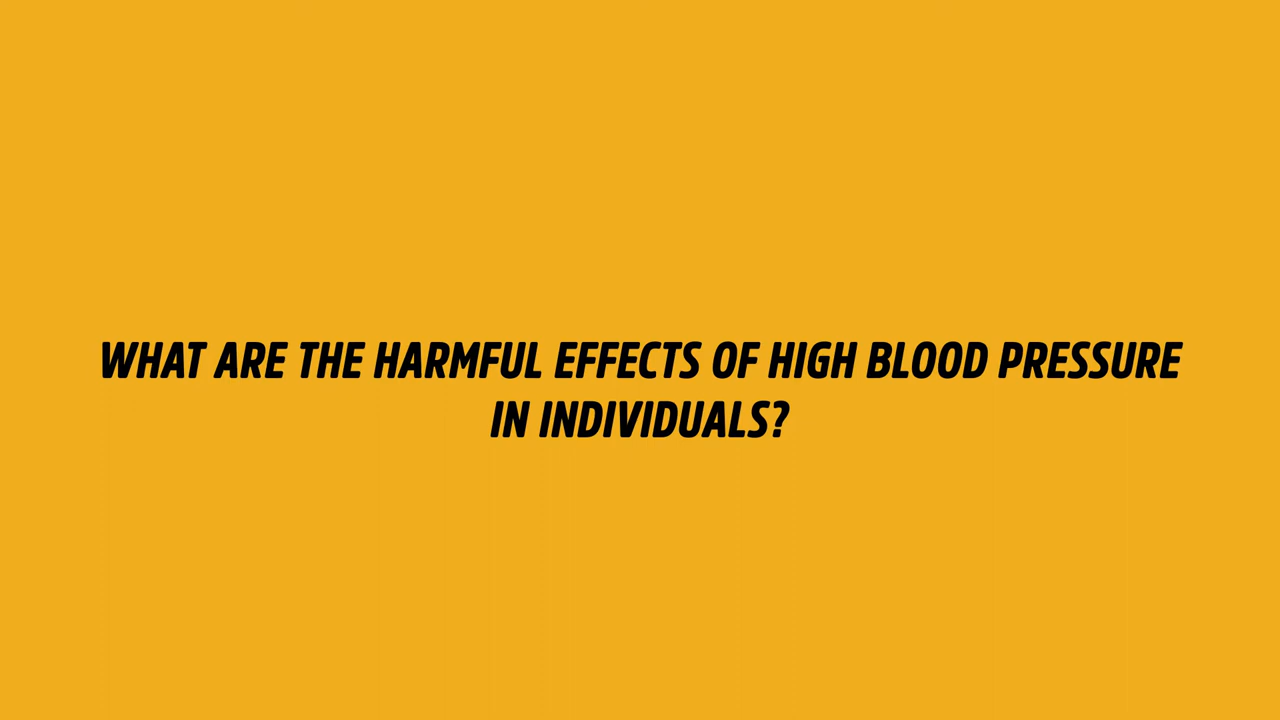 WHAT ARE THE HARMFUL EFFECTS OF HIGH BLOOD PRESSURE
IN INDIVIDUALS?